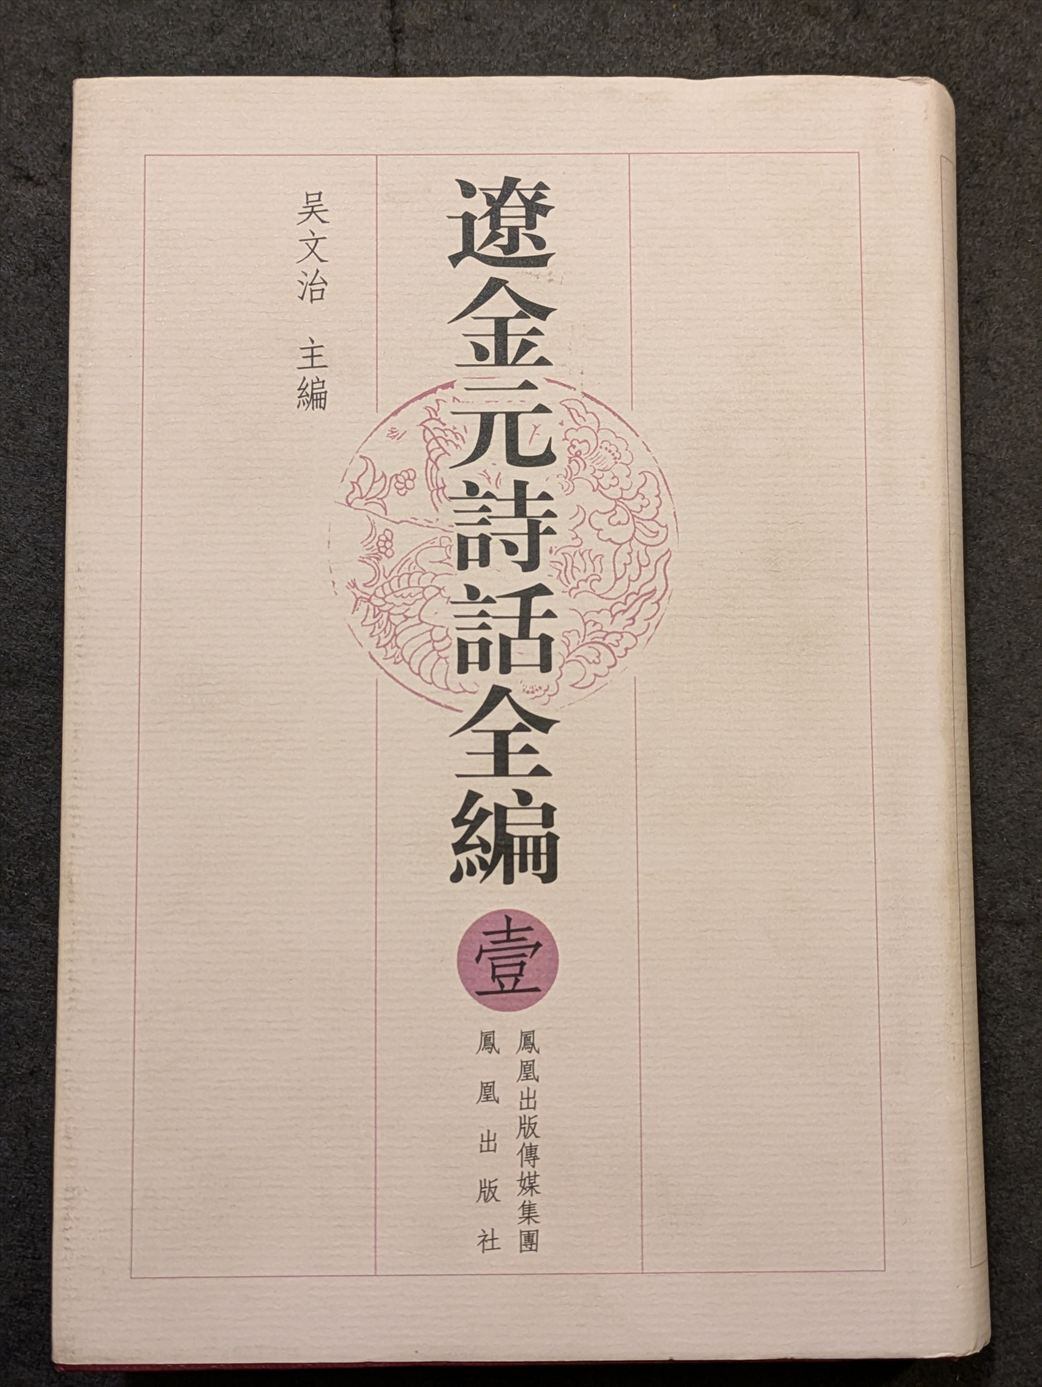 遼金元詩話全編
壹
吴文治 主編
鳳凰出版傳媒集團
鳳凰出版社